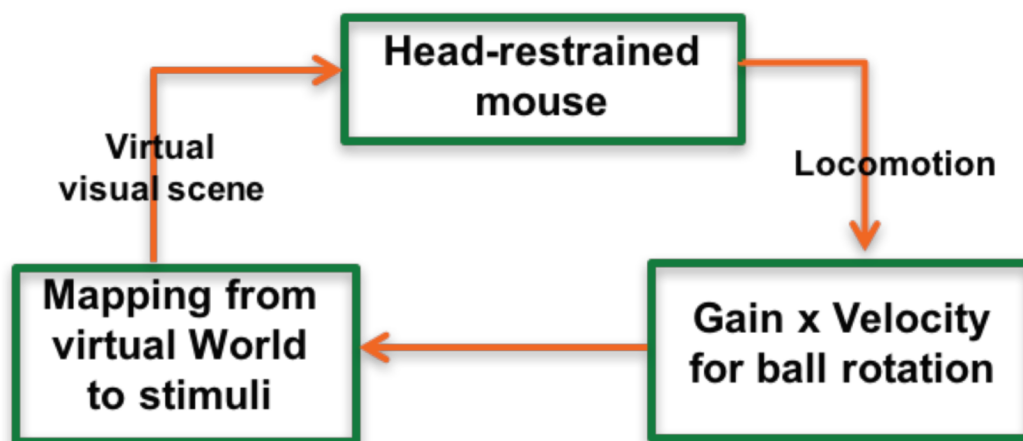 Head-restrained
mouse
Virtual
visual scene
Locomotion
Mapping from
virtual World
to stimuli
Gain x Velocity
for ball rotation